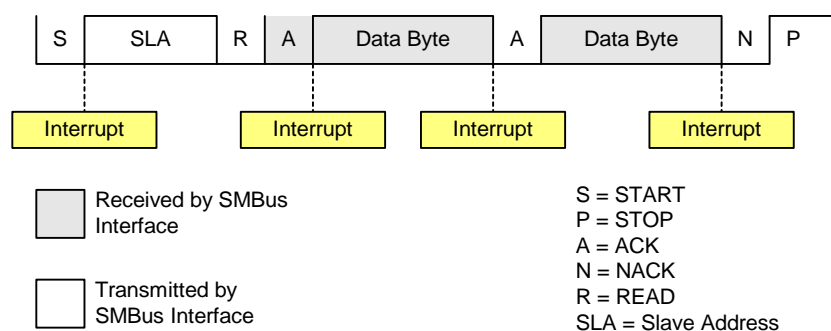 S SLA R A Data Byte A Data Byte N P
Interrupt Interrupt Interrupt Interrupt
Received by SMBus
Interface
Transmitted by
SMBus Interface
S = START
P = STOP
A = ACK
N = NACK
R = READ
SLA = Slave Address